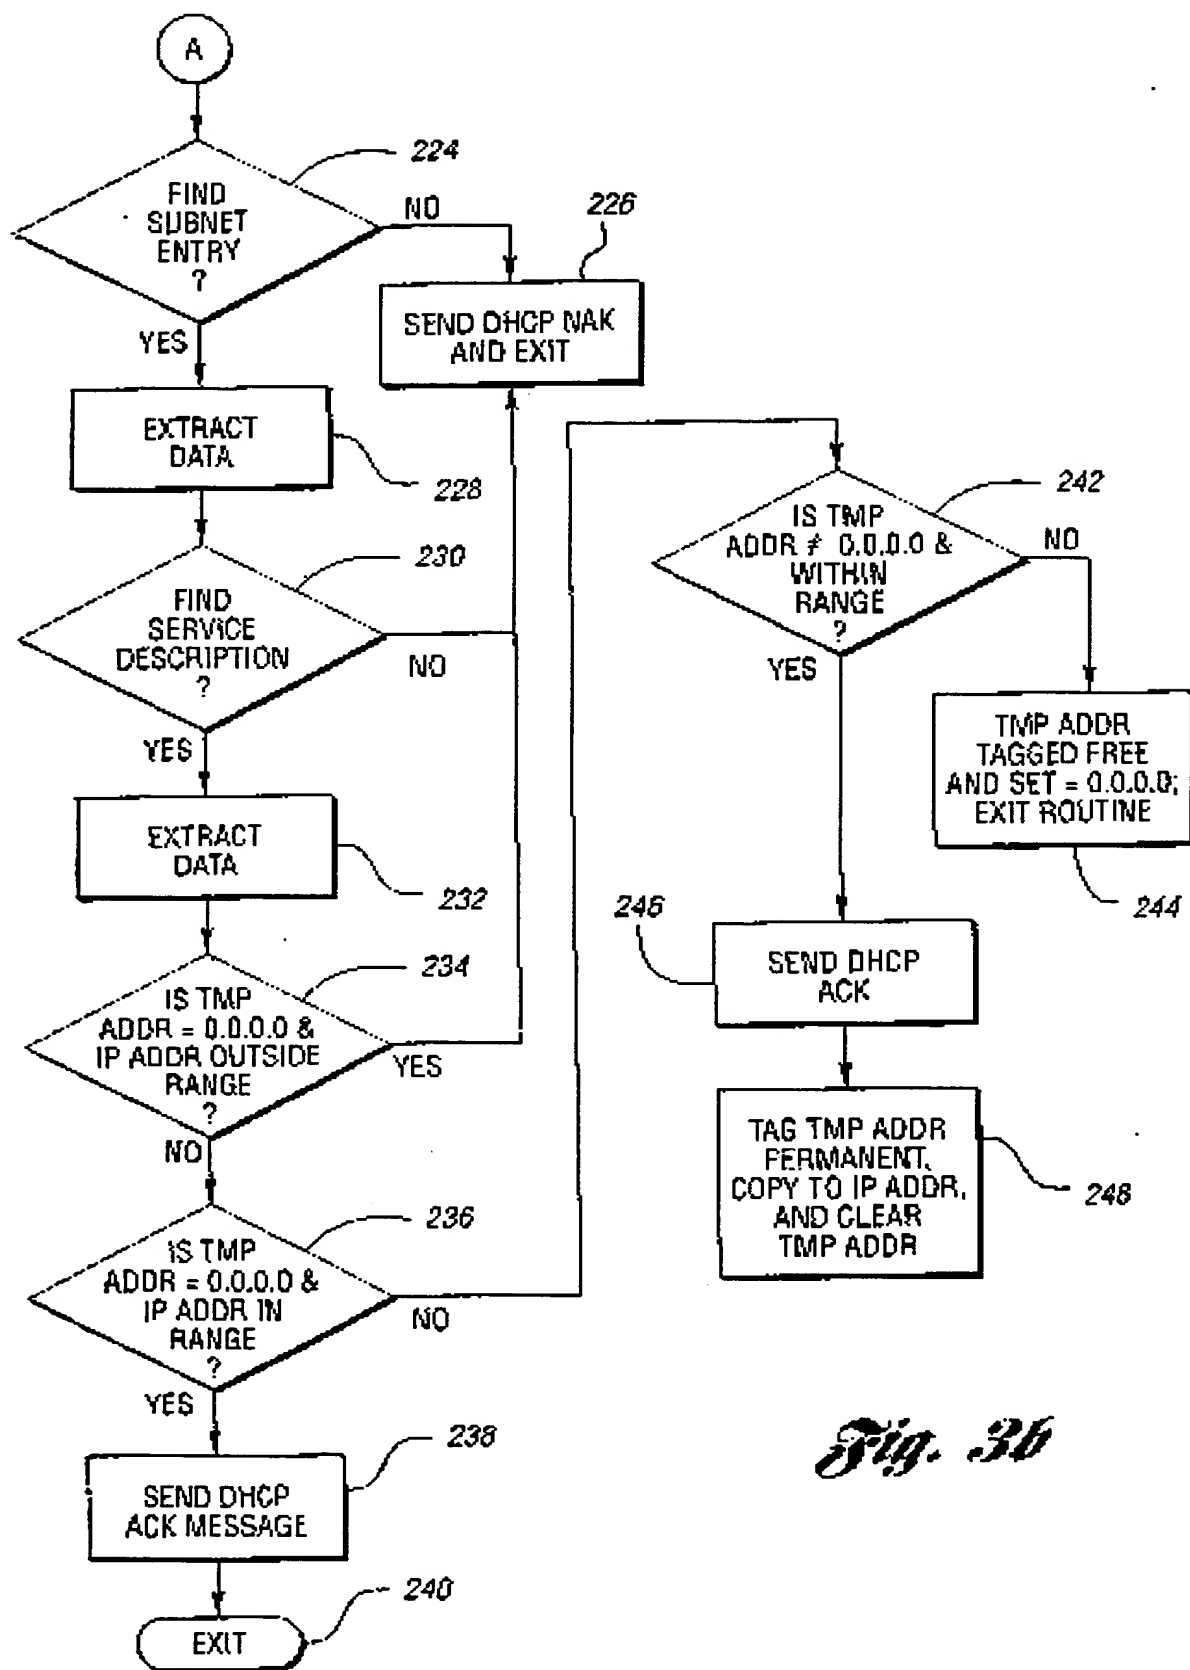 A
224
FIND
SUBNET
ENTRY
?
NO
YES
226
SEND DHCP NAK
AND EXIT
EXTRACT
DATA
228
230
FIND
SERVICE
DESCRIPTION
?
NO
YES
EXTRACT
DATA
232
234
IS TMP
ADDR = 0.0.0.0 &
IP ADDR OUTSIDE
RANGE
?
YES
NO
236
IS TMP
ADDR = 0.0.0.0 &
IP ADDR IN
RANGE
?
NO
YES
238
SEND DHCP
ACK MESSAGE
240
EXIT
242
IS TMP
ADDR ≠ 0.0.0.0 &
WITHIN
RANGE
?
NO
YES
TMP ADDR
TAGGED FREE
AND SET = 0.0.0.0;
EXIT ROUTINE
244
246
SEND DHCP
ACK
TAG TMP ADDR
PERMANENT,
COPY TO IP ADDR,
AND CLEAR
TMP ADDR
248
Fig. 3b